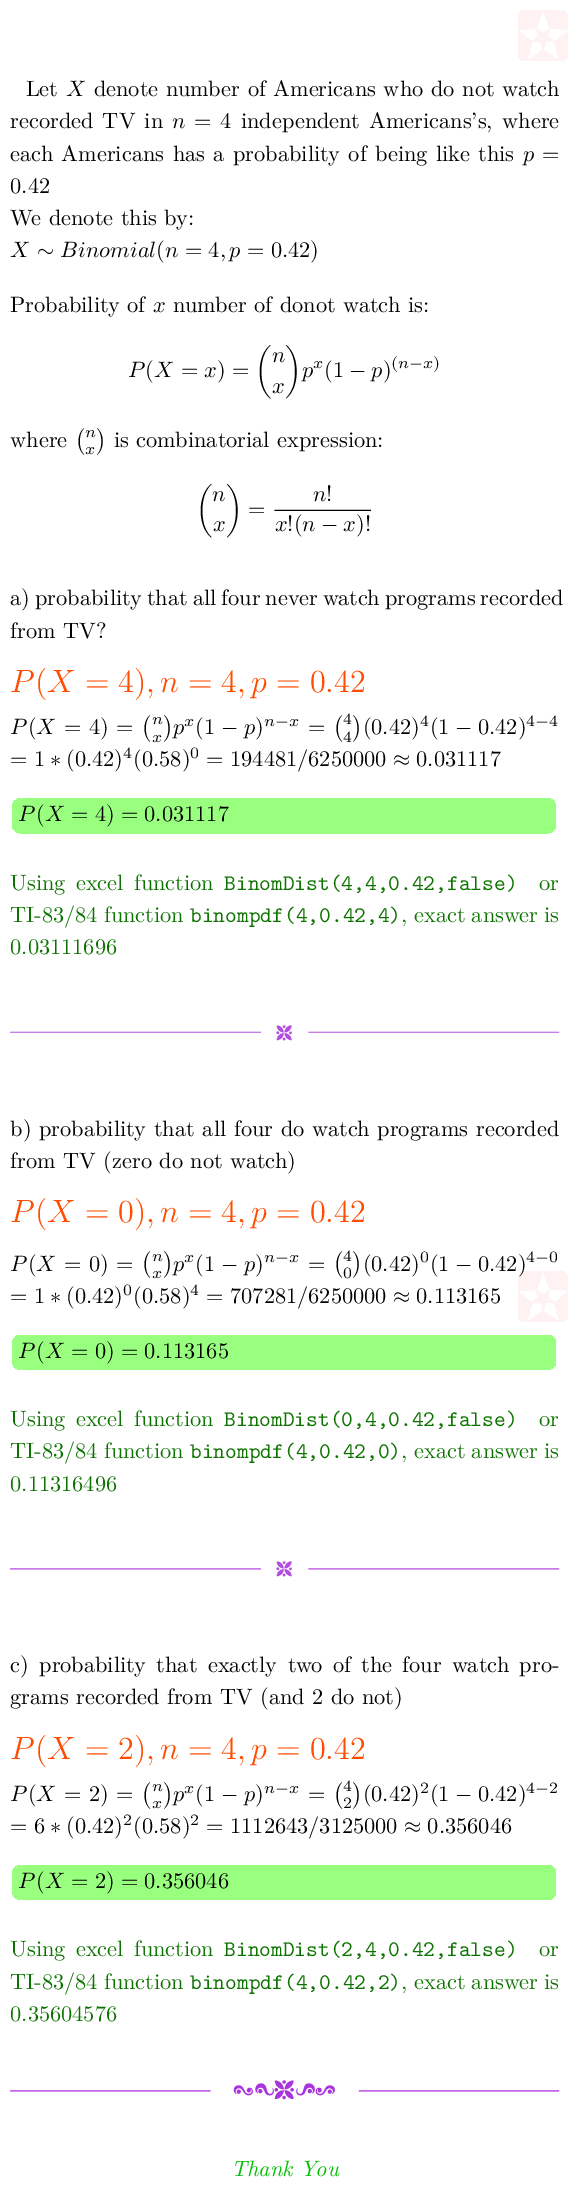 Let X denote number of Americans who do not watch
recorded TV in n = 4 independent Americans's, where
each Americans has a probability of being like this p =
0.42
We denote this by:
X ∼ Binomial(n = 4, p = 0.42)
Probability of x number of donot watch is:
P(X = x) = \binom{n}{x} p^x (1 − p)^{(n−x)}
where \binom{n}{x} is combinatorial expression:
\binom{n}{x} = \frac{n!}{x!(n − x)!}
a) probability that all four never watch programs recorded
from TV?
P(X = 4), n = 4, p = 0.42
P(X = 4) = \binom{n}{x} p^x (1 − p)^{n−x} = \binom{4}{4} (0.42)^4 (1 − 0.42)^{4−4}
= 1 ∗ (0.42)^4 (0.58)^0 = 194481/6250000 ≈ 0.031117
P(X = 4) = 0.031117
Using excel function BinomDist(4,4,0.42,false) or
TI-83/84 function binompdf(4,0.42,4), exact answer is
0.03111696
b) probability that all four do watch programs recorded
from TV (zero do not watch)
P(X = 0), n = 4, p = 0.42
P(X = 0) = \binom{n}{x} p^x (1 − p)^{n−x} = \binom{4}{0} (0.42)^0 (1 − 0.42)^{4−0}
= 1 ∗ (0.42)^0 (0.58)^4 = 707281/6250000 ≈ 0.113165
P(X = 0) = 0.113165
Using excel function BinomDist(0,4,0.42,false) or
TI-83/84 function binompdf(4,0.42,0), exact answer is
0.11316496
c) probability that exactly two of the four watch pro-
grams recorded from TV (and 2 do not)
P(X = 2), n = 4, p = 0.42
P(X = 2) = \binom{n}{x} p^x (1 − p)^{n−x} = \binom{4}{2} (0.42)^2 (1 − 0.42)^{4−2}
= 6 ∗ (0.42)^2 (0.58)^2 = 1112643/3125000 ≈ 0.356046
P(X = 2) = 0.356046
Using excel function BinomDist(2,4,0.42,false) or
TI-83/84 function binompdf(4,0.42,2), exact answer is
0.35604576
Thank You